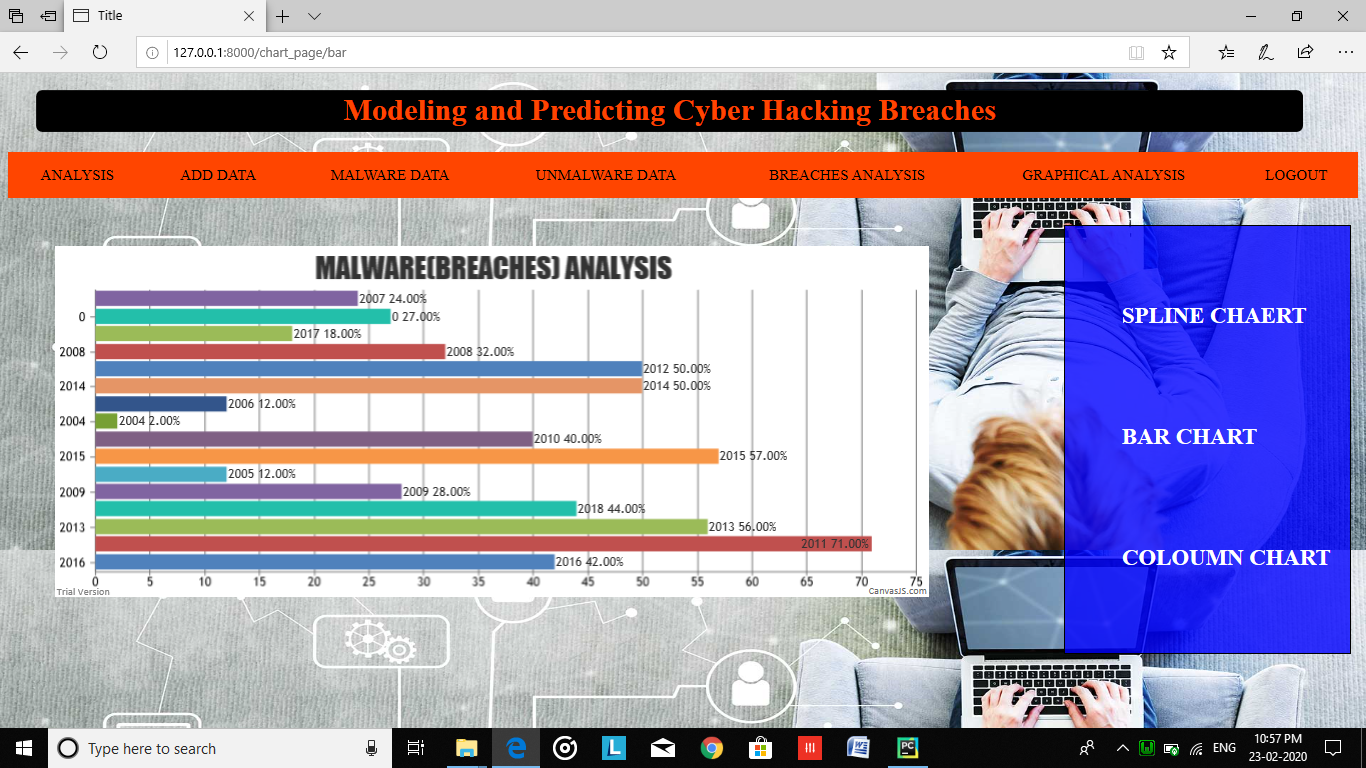 Title
127.0.0.1:8000/chart_page/bar
Modeling and Predicting Cyber Hacking Breaches
ANALYSIS ADD DATA MALWARE DATA UNMALWARE DATA BREACHES ANALYSIS GRAPHICAL ANALYSIS LOGOUT
MALWARE(BREACHES) ANALYSIS
2007 24.00%
0 0 27.00%
2017 18.00%
2008 2008 32.00%
2012 50.00%
2014 2014 50.00%
2006 12.00%
2004 2004 2.00%
2010 40.00%
2015 2015 57.00%
2005 12.00%
2009 2009 28.00%
2018 44.00%
2013 2013 56.00%
2011 71.00%
2016 2016 42.00%
0 5 10 15 20 25 30 35 40 45 50 55 60 65 70 75
Trial Version CanvasJS.com
SPLINE CHAERT
BAR CHART
COLOUMN CHART
Type here to search
L
W
PC
ENG
10:57 PM
23-02-2020